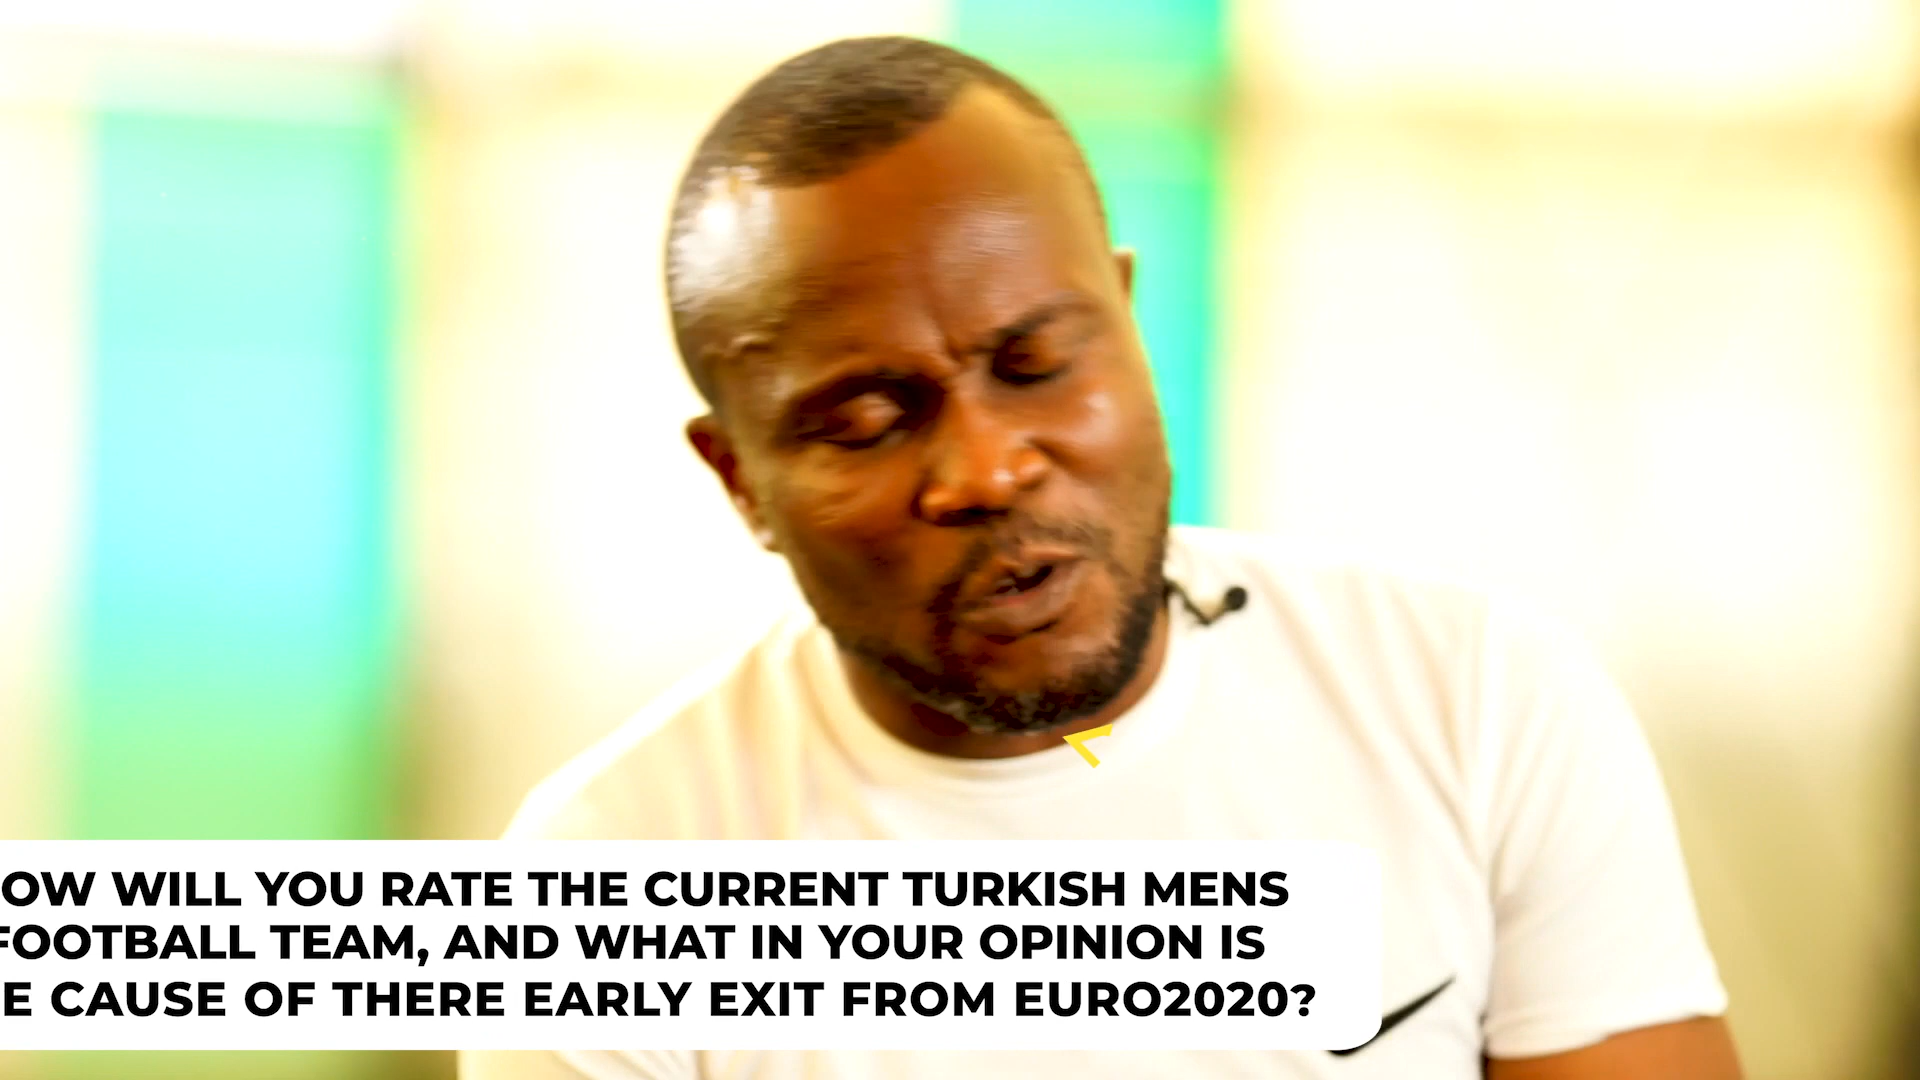 OW WILL YOU RATE THE CURRENT TURKISH MENS
FOOTBALL TEAM, AND WHAT IN YOUR OPINION IS
E CAUSE OF THERE EARLY EXIT FROM EURO2020?